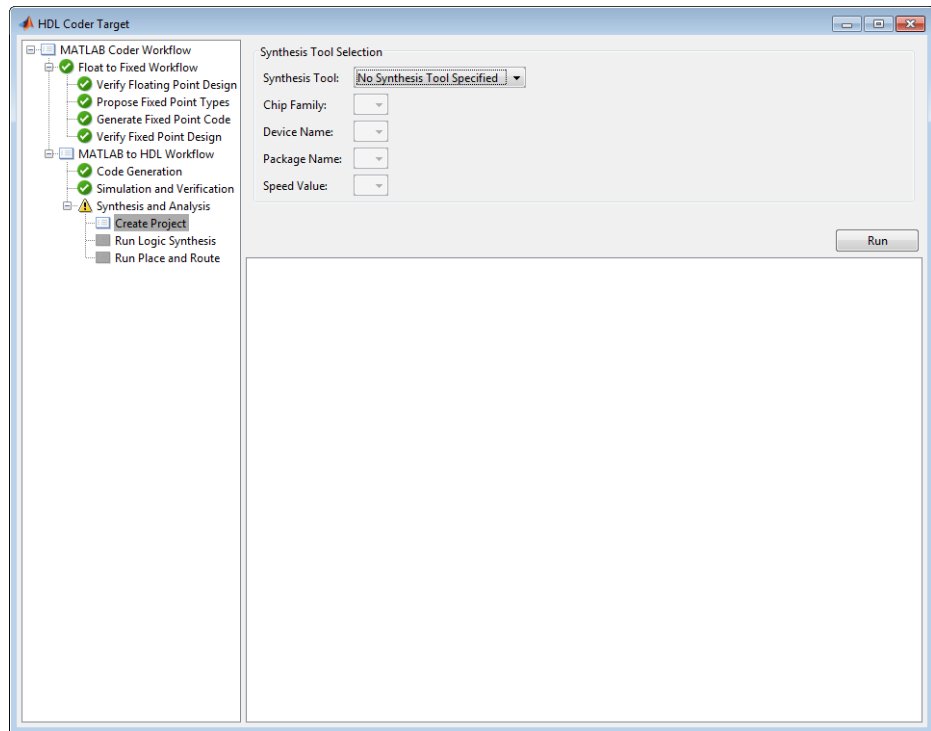 HDL Coder Target
MATLAB Coder Workflow
Float to Fixed Workflow
Verify Floating Point Design
Propose Fixed Point Types
Generate Fixed Point Code
Verify Fixed Point Design
MATLAB to HDL Workflow
Code Generation
Simulation and Verification
Synthesis and Analysis
Create Project
Run Logic Synthesis
Run Place and Route
Synthesis Tool Selection
Synthesis Tool: No Synthesis Tool Specified
Chip Family:
Device Name:
Package Name:
Speed Value:
Run